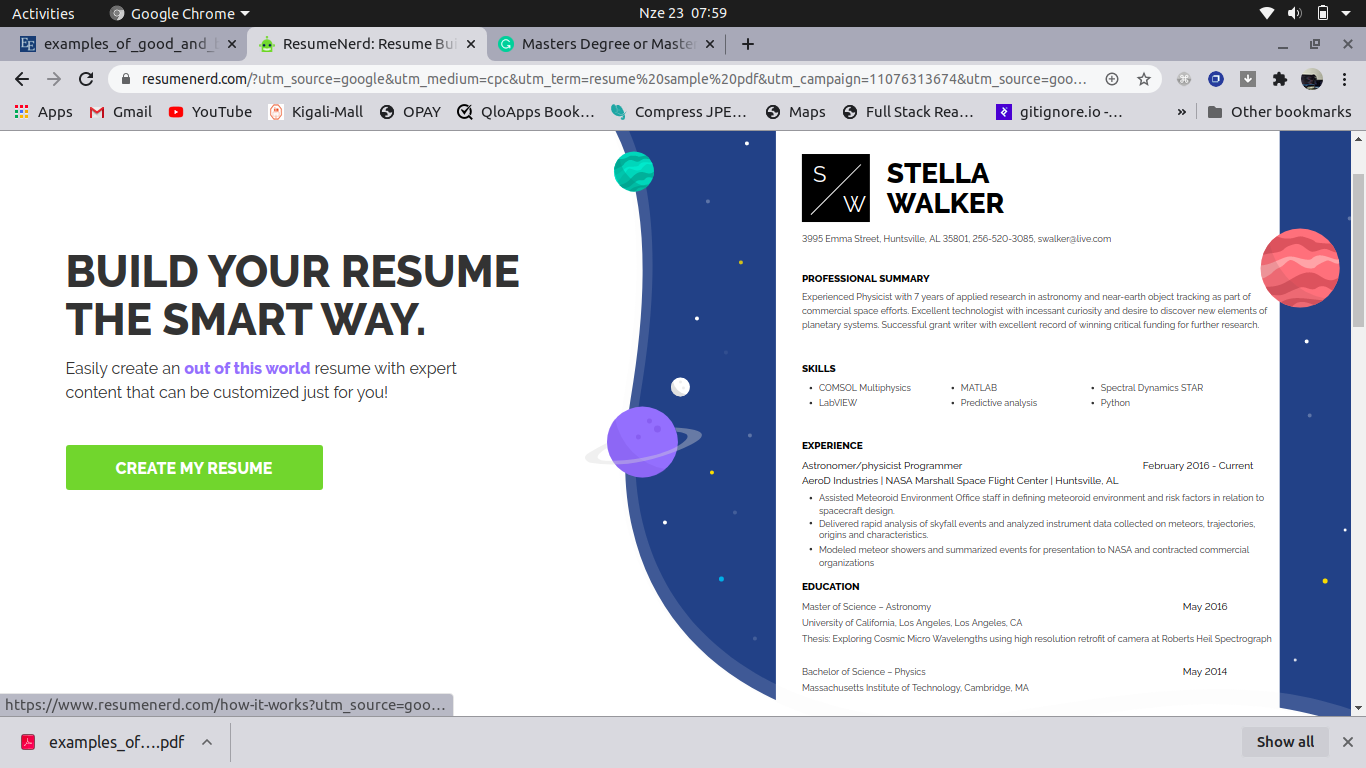 Activities
Google Chrome
Nze 23 07:59
examples_of_good_and_b
ResumeNerd: Resume Bui
Masters Degree or Master
resumenerd.com/?utm_source=google&utm_medium=cpc&utm_term=resume%20sample%20pdf&utm_campaign=11076313674&utm_source=goo…
Apps
Gmail
YouTube
Kigali-Mall
OPAY
QloApps Book…
Compress JPE…
Maps
Full Stack Rea…
gitignore.io -…
»
Other bookmarks
BUILD YOUR RESUME
THE SMART WAY.
Easily create an out of this world resume with expert
content that can be customized just for you!
CREATE MY RESUME
S
W
STELLA
WALKER
3995 Emma Street, Huntsville, AL 35801, 256-520-3085, swalker@live.com
PROFESSIONAL SUMMARY
Experienced Physicist with 7 years of applied research in astronomy and near-earth object tracking as part of
commercial space efforts. Excellent technologist with incessant curiosity and desire to discover new elements of
planetary systems. Successful grant writer with excellent record of winning critical funding for further research.
SKILLS
• COMSOL Multiphysics • MATLAB • Spectral Dynamics STAR
• LabVIEW • Predictive analysis • Python
EXPERIENCE
Astronomer/physicist Programmer February 2016 - Current
AeroD Industries | NASA Marshall Space Flight Center | Huntsville, AL
• Assisted Meteoroid Environment Office staff in defining meteoroid environment and risk factors in relation to
spacecraft design.
• Delivered rapid analysis of skyfall events and analyzed instrument data collected on meteors, trajectories,
origins and characteristics.
• Modeled meteor showers and summarized events for presentation to NASA and contracted commercial
organizations
EDUCATION
Master of Science – Astronomy May 2016
University of California, Los Angeles, Los Angeles, CA
Thesis: Exploring Cosmic Micro Wavelengths using high resolution retrofit of camera at Roberts Heil Spectrograph
Bachelor of Science – Physics May 2014
Massachusetts Institute of Technology, Cambridge, MA
https://www.resumenerd.com/how-it-works?utm_source=goo…
examples_of….pdf
Show all